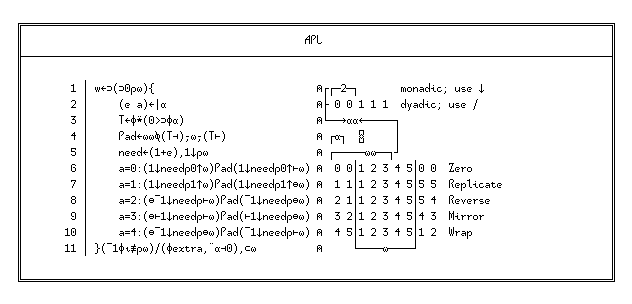 APL
1 w←⊃(⊃0⍴⍵){ ⍝ ┌─2─┐ monadic; use ↓
2 (e a)←|⍺ ⍝ ├ 0 0 1 1 1 dyadic; use /
3 T←⌽⍣(0>⊃⌽⍺) ⍝ └──→⍺⍺──┐
4 Pad←⍵⍵⍉(T⊣)⍪⍵⍪(T⊢) ⍝ ┌⍺┐ ⍠ │
5 need←(1+e),1↓⍴⍵ ⍝ ┌────⍵⍵────┐
6 a=0:(1↓need⍴0↑⍵)Pad(1↓need⍴0↑⊢⍵) ⍝ 0 0│1 2 3 4 5│0 0 Zero
7 a=1:(1↓need⍴1↑⍵)Pad(1↓need⍴1↑⊖⍵) ⍝ 1 1│1 2 3 4 5│5 5 Replicate
8 a=2:(⊖¯1↓need⍴⊢⍵)Pad(¯1↓need⍴⊖⍵) ⍝ 2 1│1 2 3 4 5│5 4 Reverse
9 a=3:(⊖⊢1↓need⍴⊢⍵)Pad(⊢1↓need⍴⊖⍵) ⍝ 3 2│1 2 3 4 5│4 3 Mirror
10 a=4:(⊖¯1↓need⍴⊖⍵)Pad(¯1↓need⍴⊢⍵) ⍝ 4 5│1 2 3 4 5│1 2 Wrap
11 }(¯1⌽⍳≢⍴⍵)/(⌽extra,¨⍺⊣0),⊂⍵ ⍝ └────⍵────┘